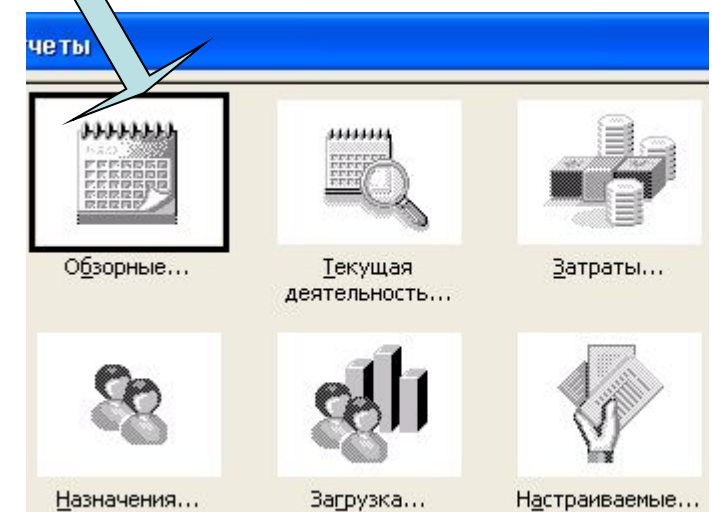 четы
Обзорные...
Текущая
деятельность...
Затраты...
Назначения...
Загрузка...
Настраиваемые...